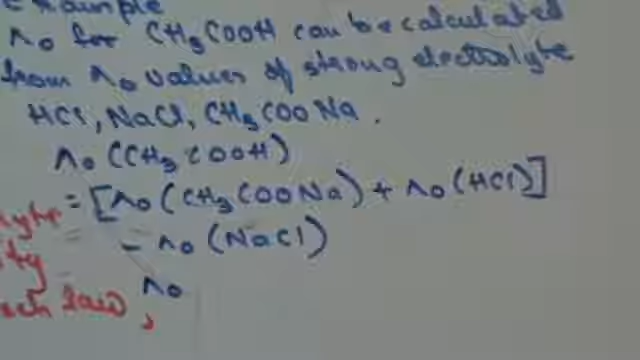 Example
Λo for CH3COOH can be calculated
from Λo values of strong electrolyte
HCl, NaCl, CH3COONa.
Λo (CH3COOH)
= [Λo (CH3COONa) + Λo (HCl)]
- Λo (NaCl)
Λo